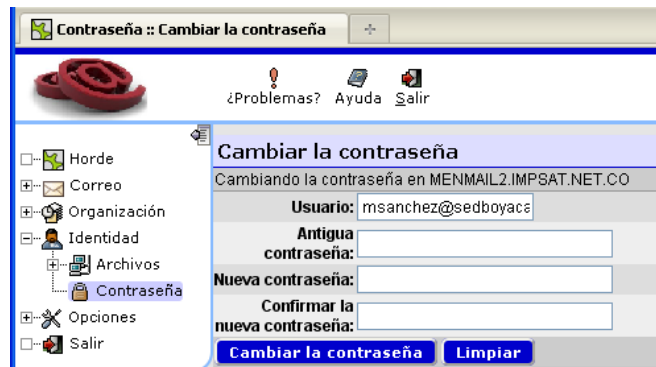 Contraseña :: Cambiar la contraseña
¿Problemas? Ayuda Salir
Horde
Correo
Organización
Identidad
Archivos
Contraseña
Opciones
Salir
Cambiar la contraseña
Cambiando la contraseña en MENMAIL2.IMPSAT.NET.CO
Usuario: msanchez@sedboyaca
Antigua
contraseña:
Nueva contraseña:
Confirmar la
nueva contraseña:
Cambiar la contraseña Limpiar